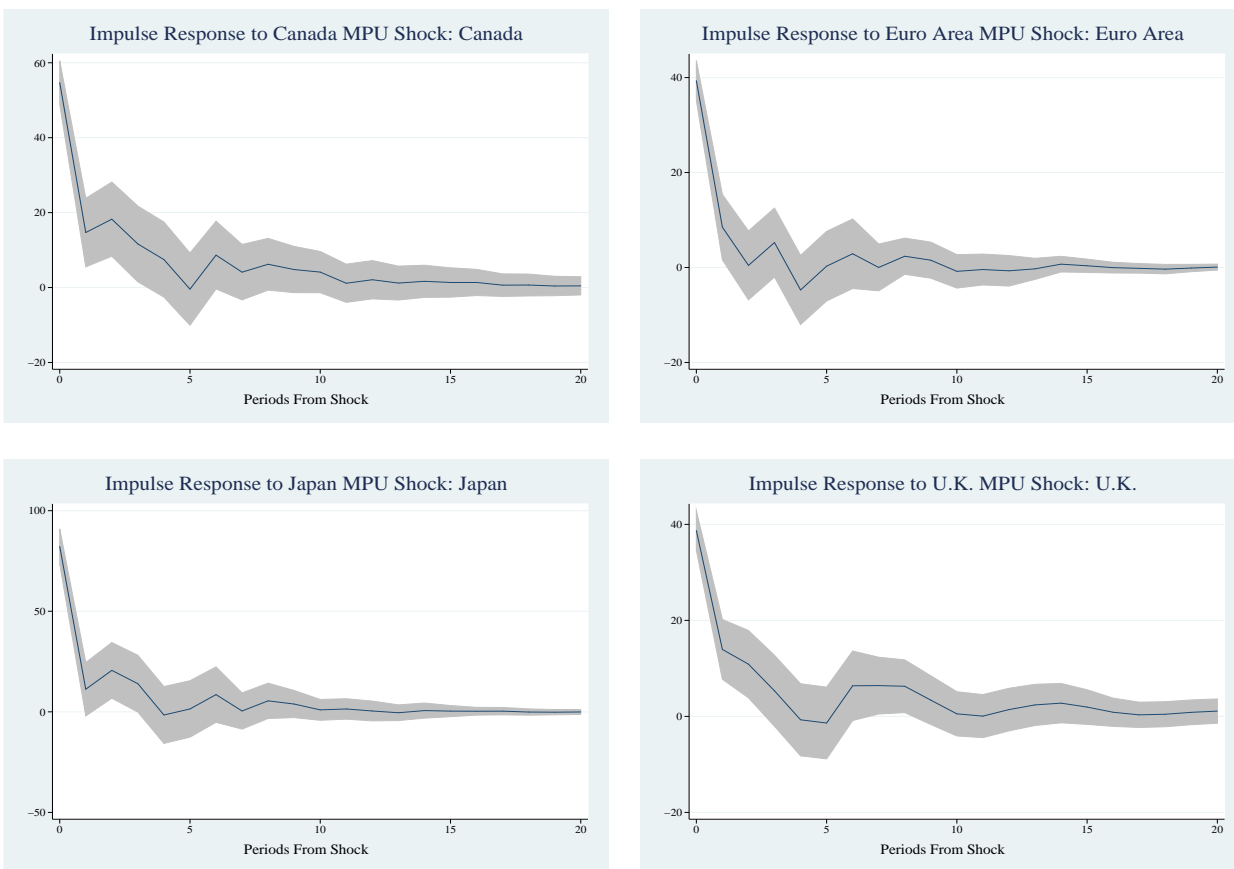 Impulse Response to Canada MPU Shock: Canada
60
40
20
0
−20
0 5 10 15 20
Periods From Shock
Impulse Response to Euro Area MPU Shock: Euro Area
40
20
0
−20
0 5 10 15 20
Periods From Shock
Impulse Response to Japan MPU Shock: Japan
100
50
0
−50
0 5 10 15 20
Periods From Shock
Impulse Response to U.K. MPU Shock: U.K.
40
20
0
−20
0 5 10 15 20
Periods From Shock